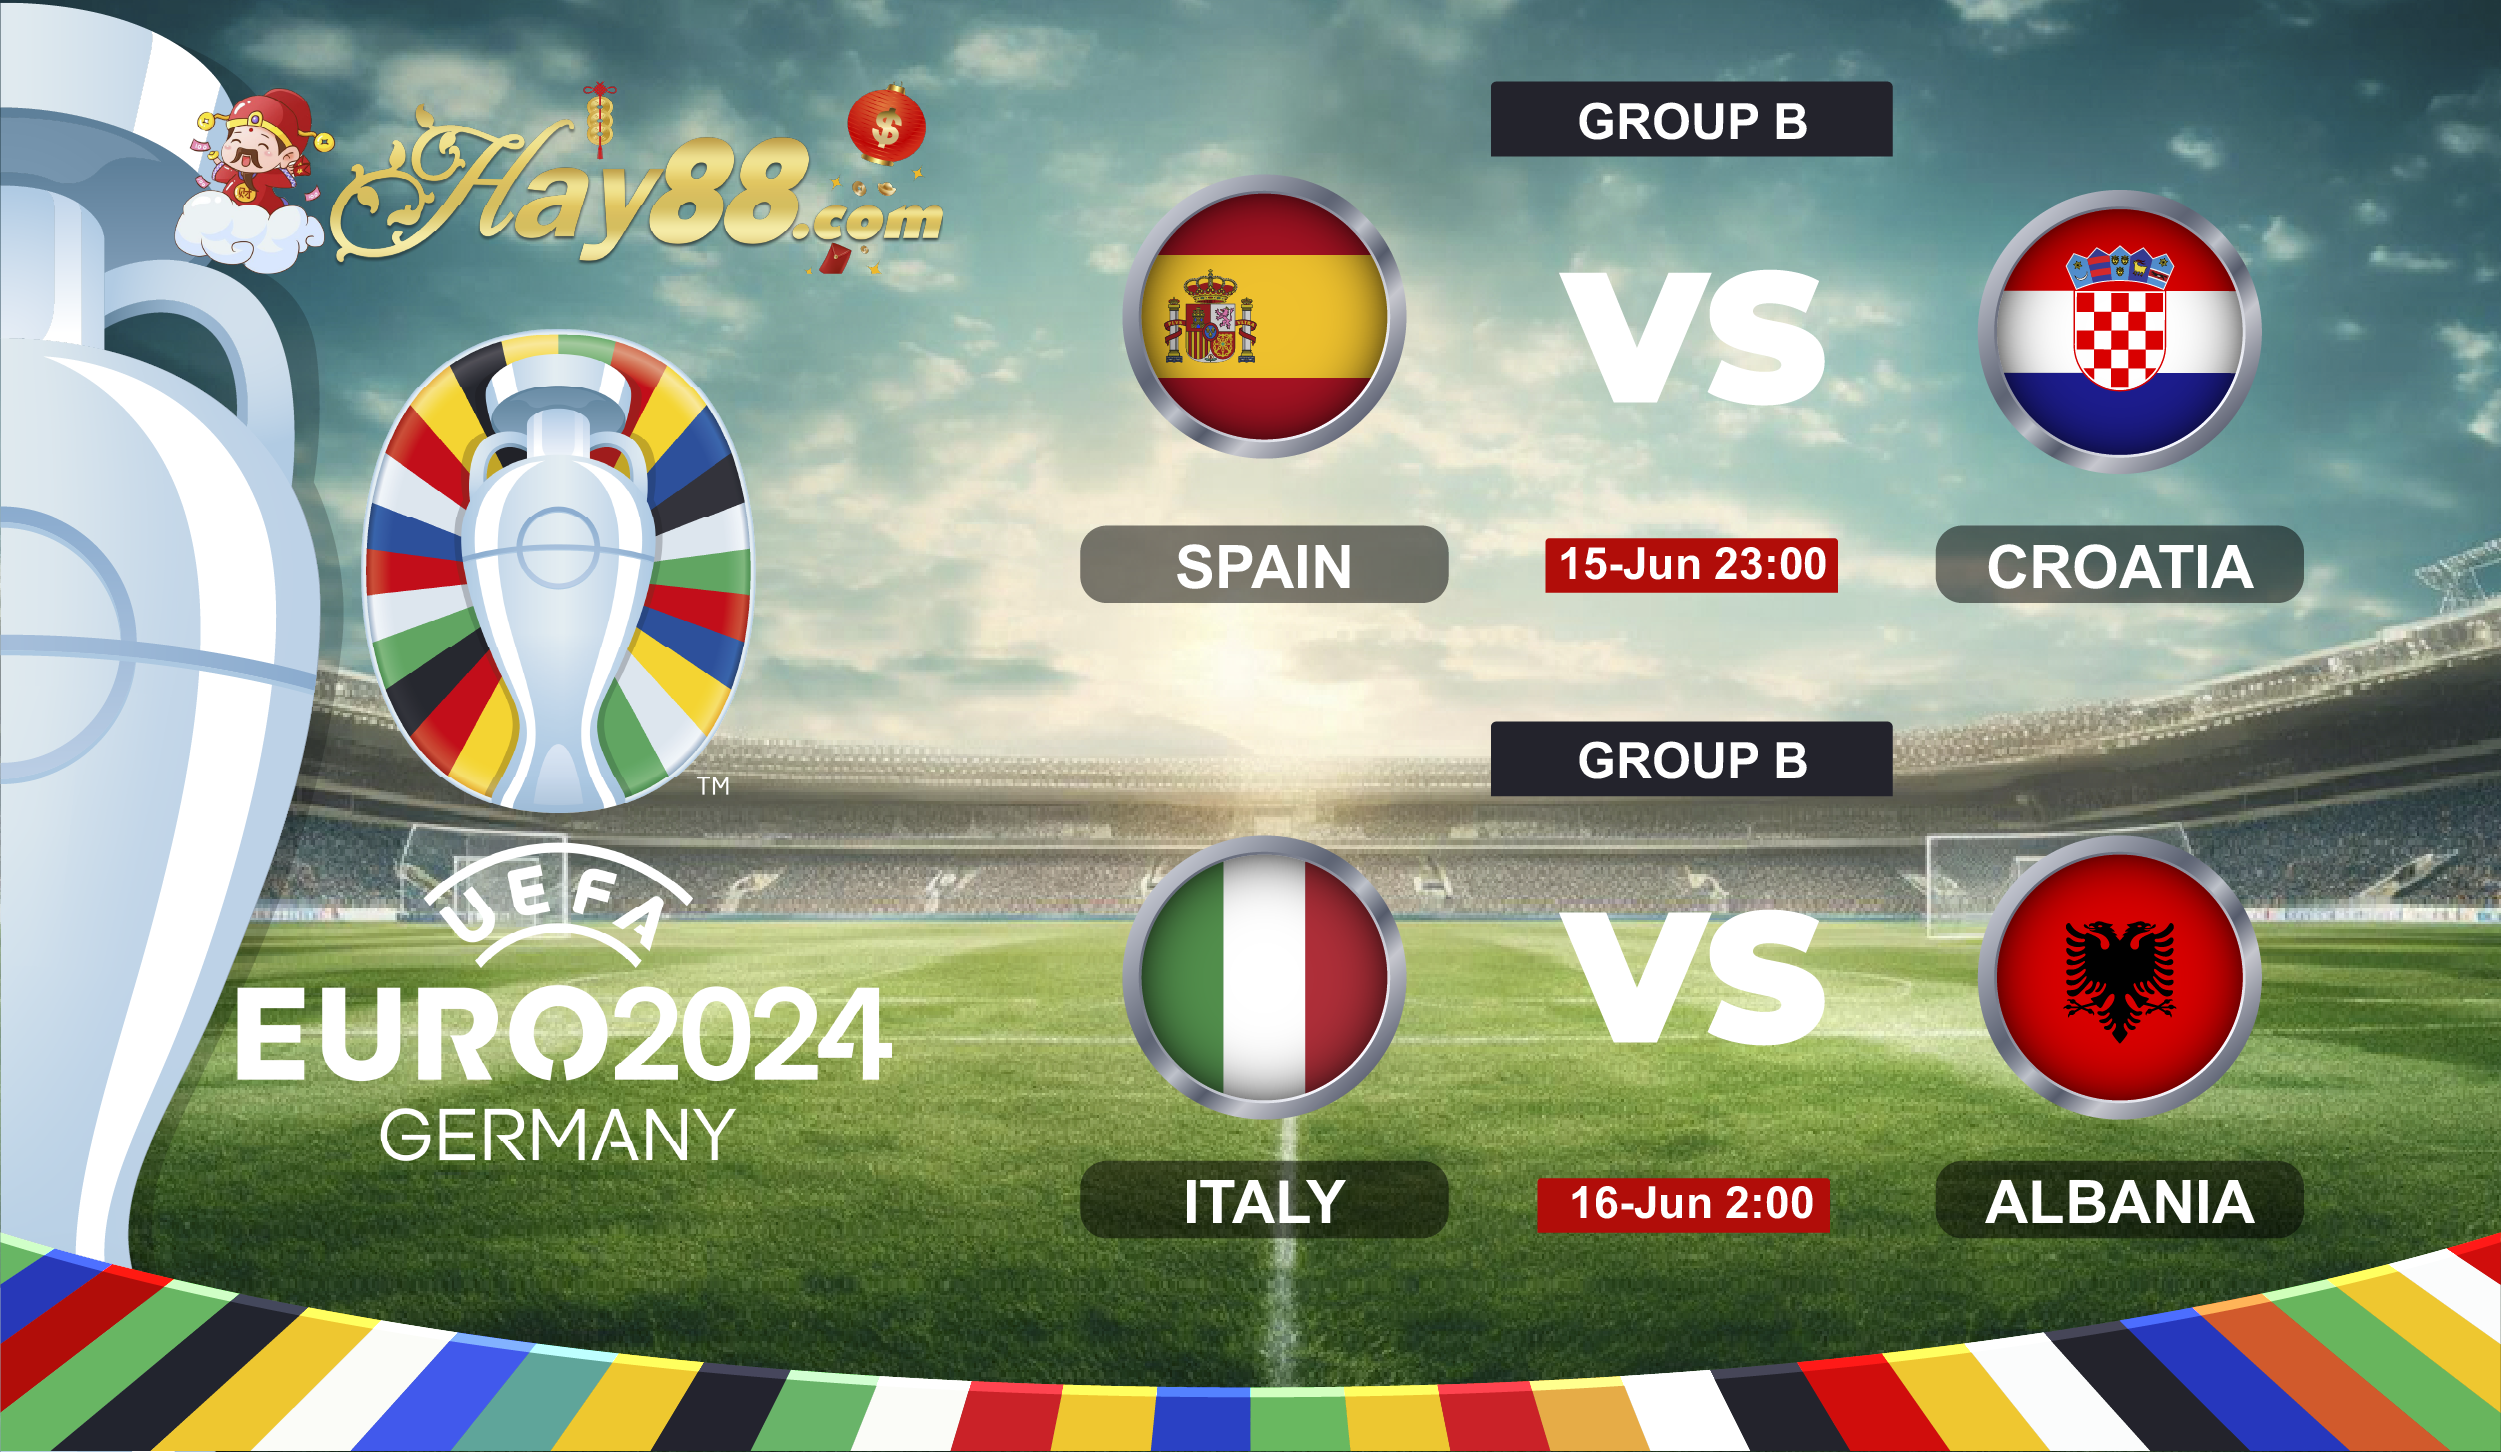 Hay88.com
$
GROUP B
VS
SPAIN
15-Jun 23:00
CROATIA
TM
UEFA
EURO2024
GERMANY
GROUP B
VS
ITALY
16-Jun 2:00
ALBANIA